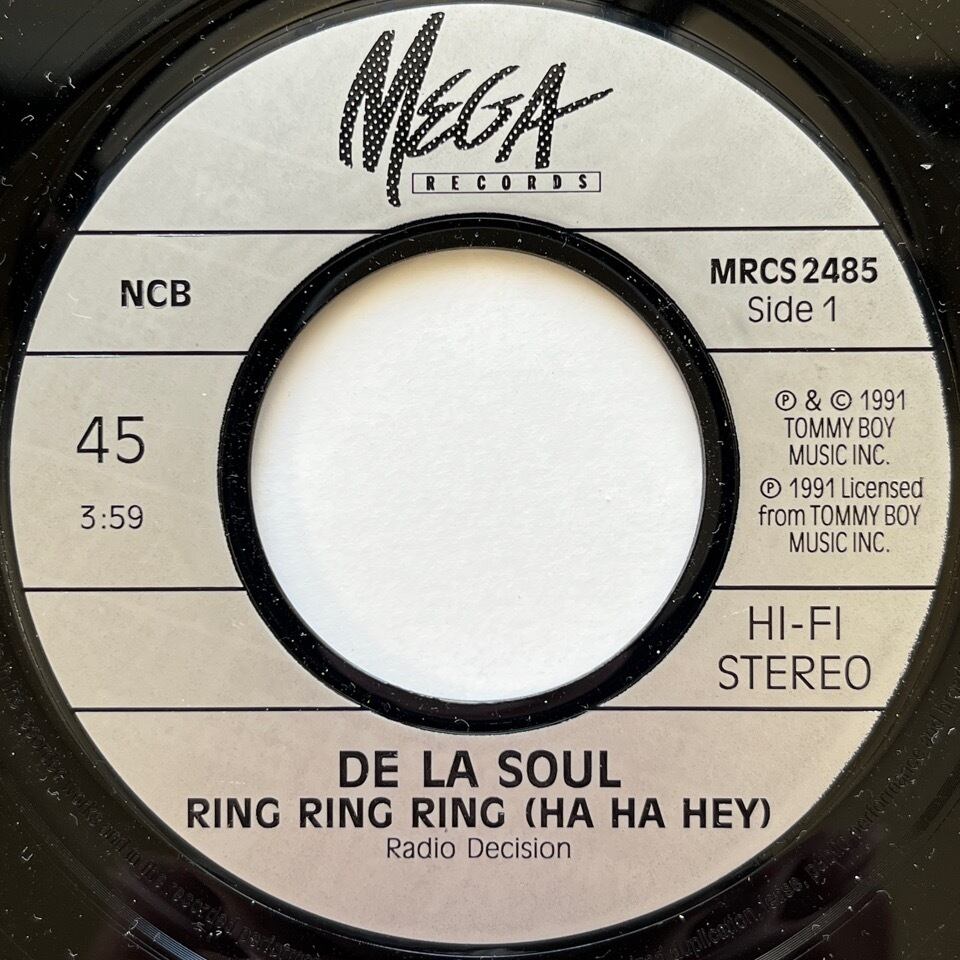 MEGA
RECORDS
NCB
MRCS 2485
Side 1
45
3:59
℗ & © 1991
TOMMY BOY
MUSIC INC.
℗ 1991 Licensed
from TOMMY BOY
MUSIC INC.
HI-FI
STEREO
DE LA SOUL
RING RING RING (HA HA HEY)
Radio Decision